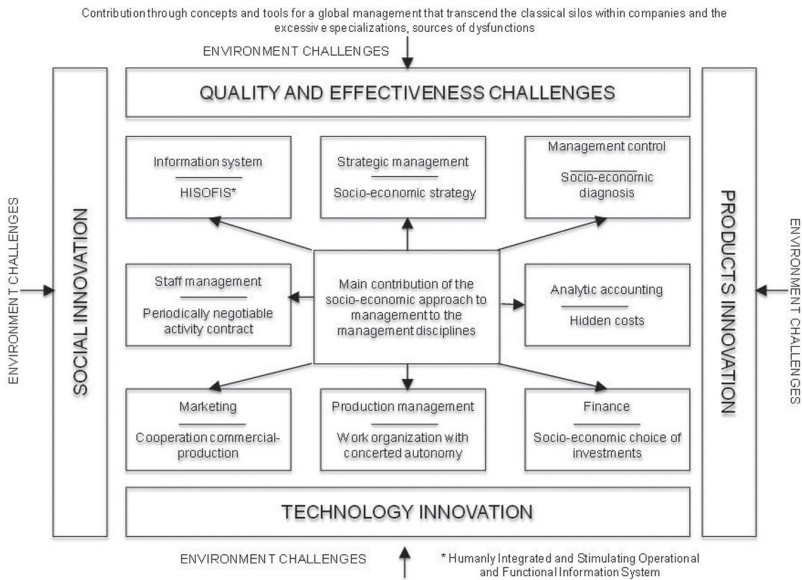 Contribution through concepts and tools for a global management that transcend the classical silos within companies and the
excessive specializations, sources of dysfunctions
ENVIRONMENT CHALLENGES
QUALITY AND EFFECTIVENESS CHALLENGES
ENVIRONMENT CHALLENGES
SOCIAL INNOVATION
Information system
HISOFIS*
Strategic management
Socio-economic strategy
Management control
Socio-economic
diagnosis
Staff management
Periodically negotiable
activity contract
Main contribution of the
socio-economic approach to
management to the
management disciplines
Analytic accounting
Hidden costs
Marketing
Cooperation commercial-
production
Production management
Work organization with
concerted autonomy
Finance
Socio-economic choice of
investments
PRODUCTS INNOVATION
ENVIRONMENT CHALLENGES
TECHNOLOGY INNOVATION
ENVIRONMENT CHALLENGES
* Humanly Integrated and Stimulating Operational
and Functional Information System